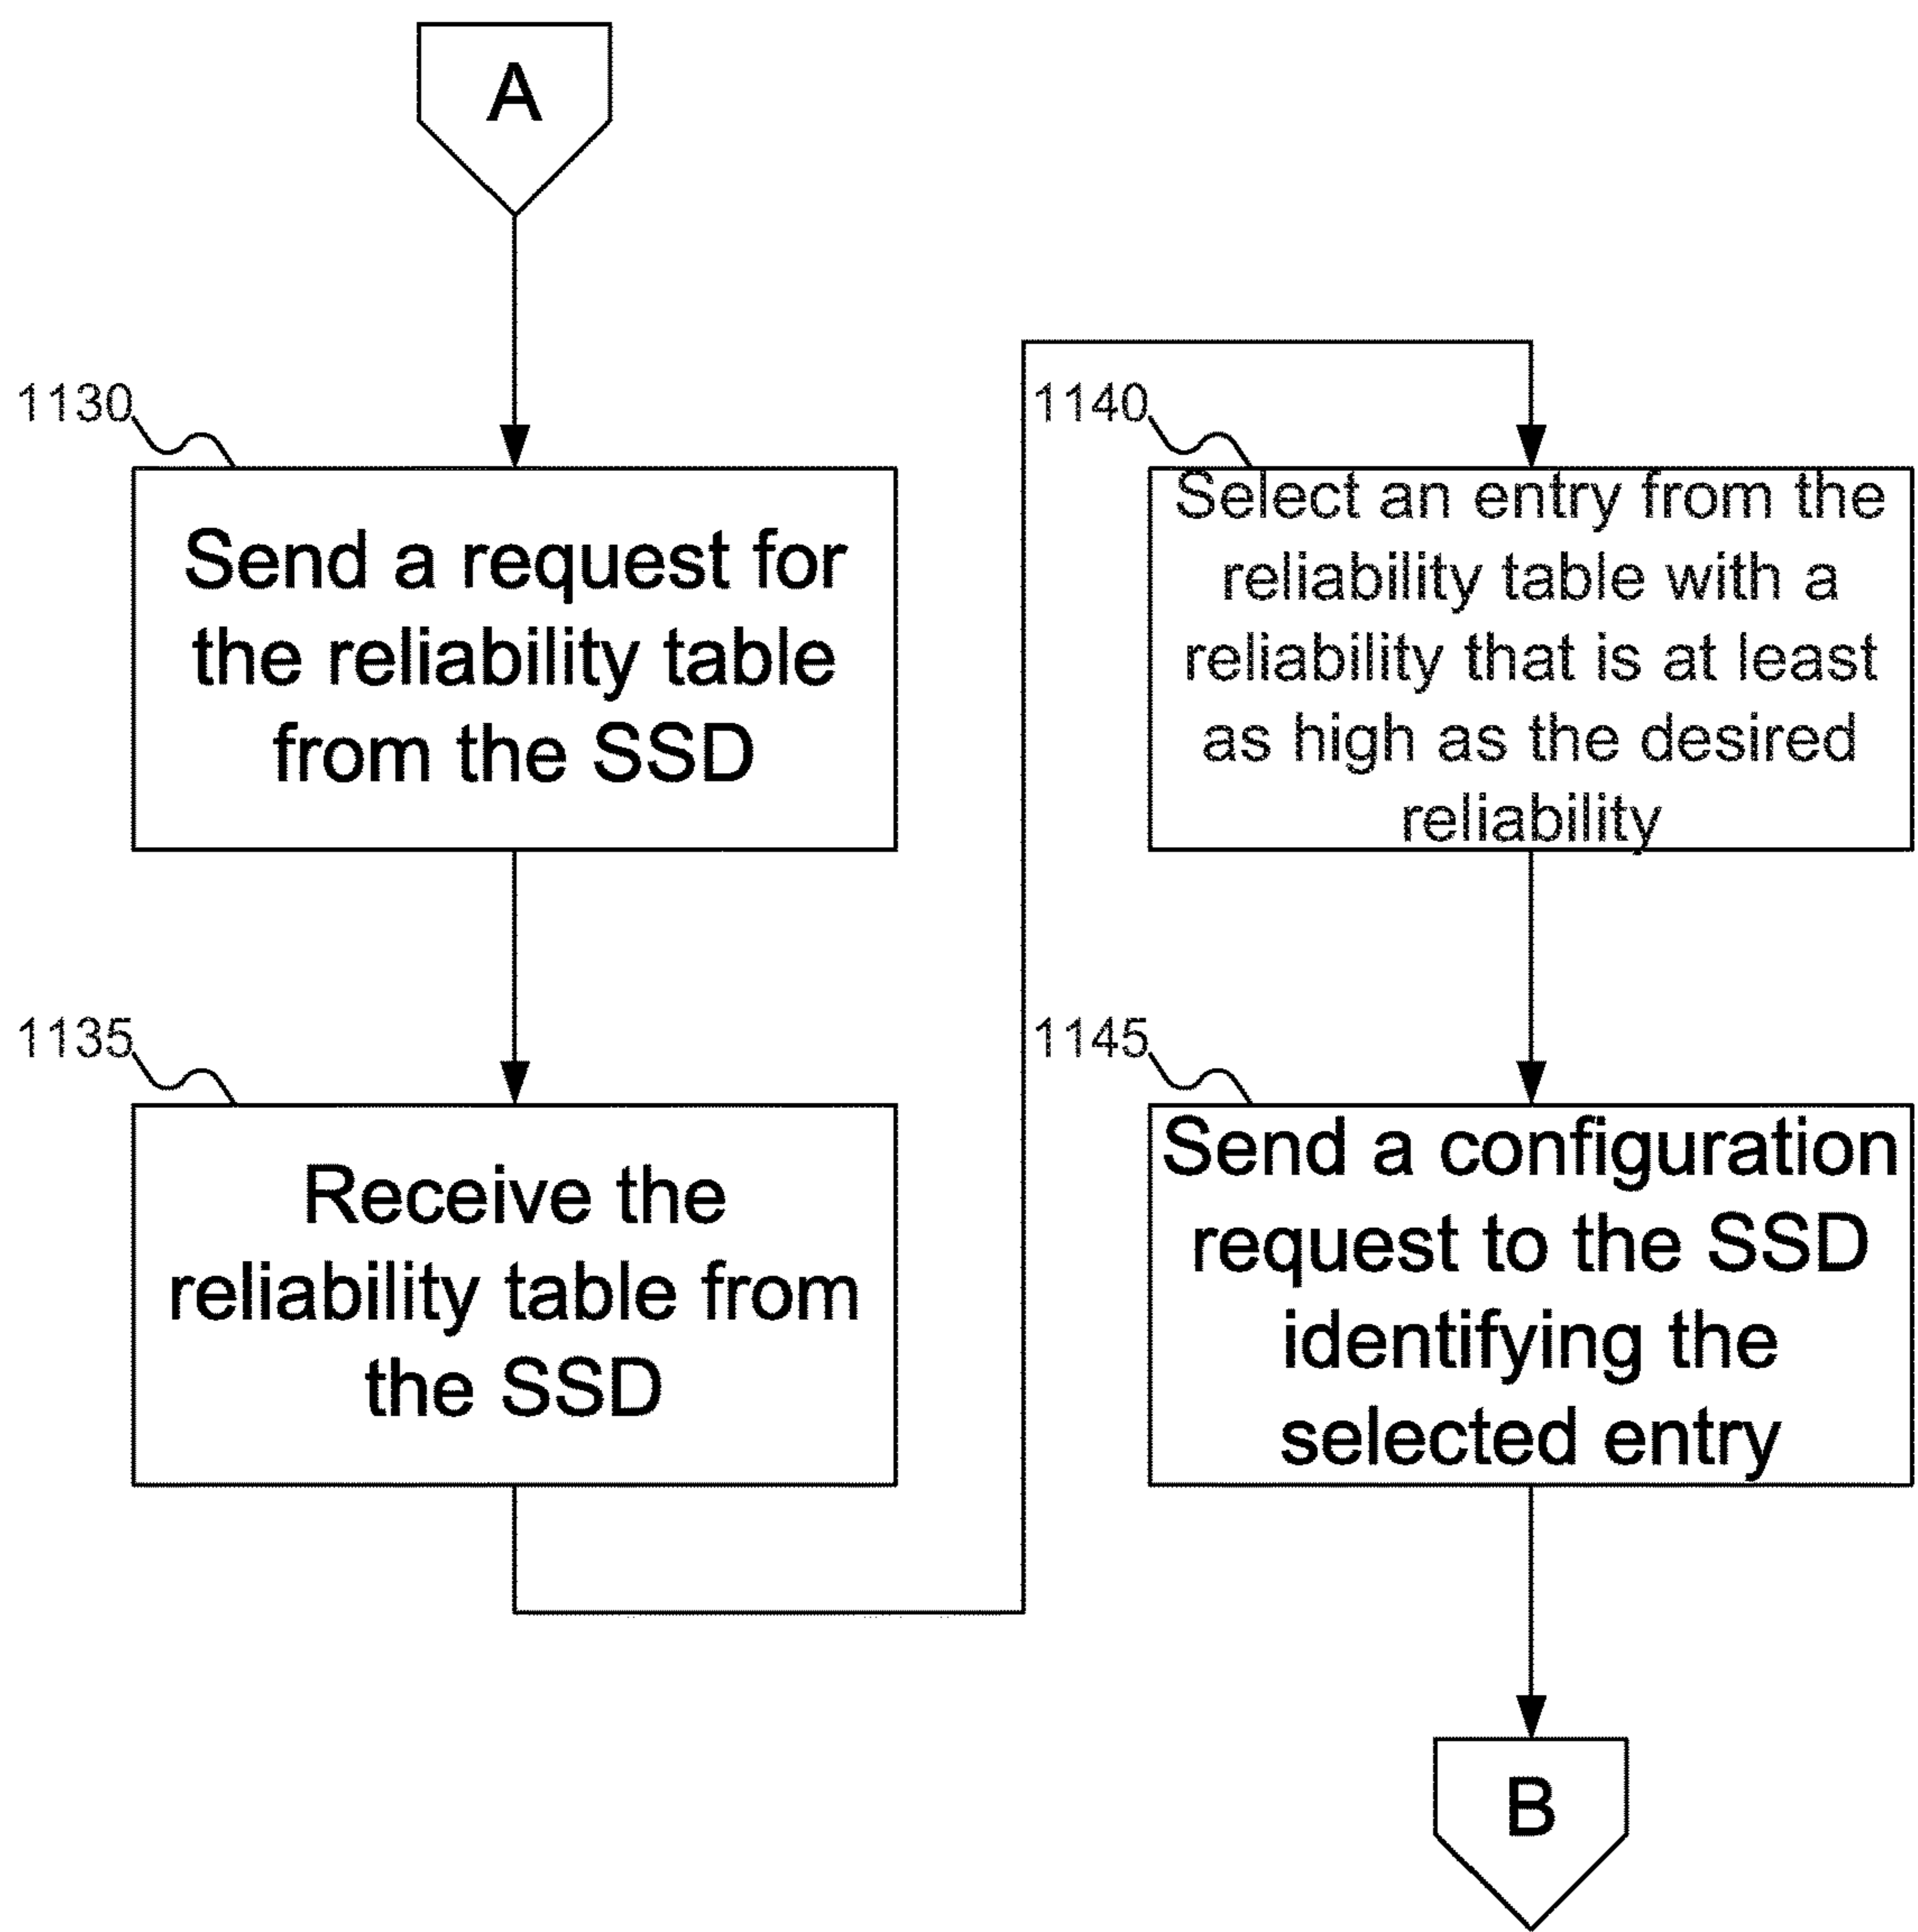 A
1130
Send a request for
the reliability table
from the SSD
1135
Receive the
reliability table from
the SSD
1140
Select an entry from the
reliability table with a
reliability that is at least
as high as the desired
reliability
1145
Send a configuration
request to the SSD
identifying the
selected entry
B